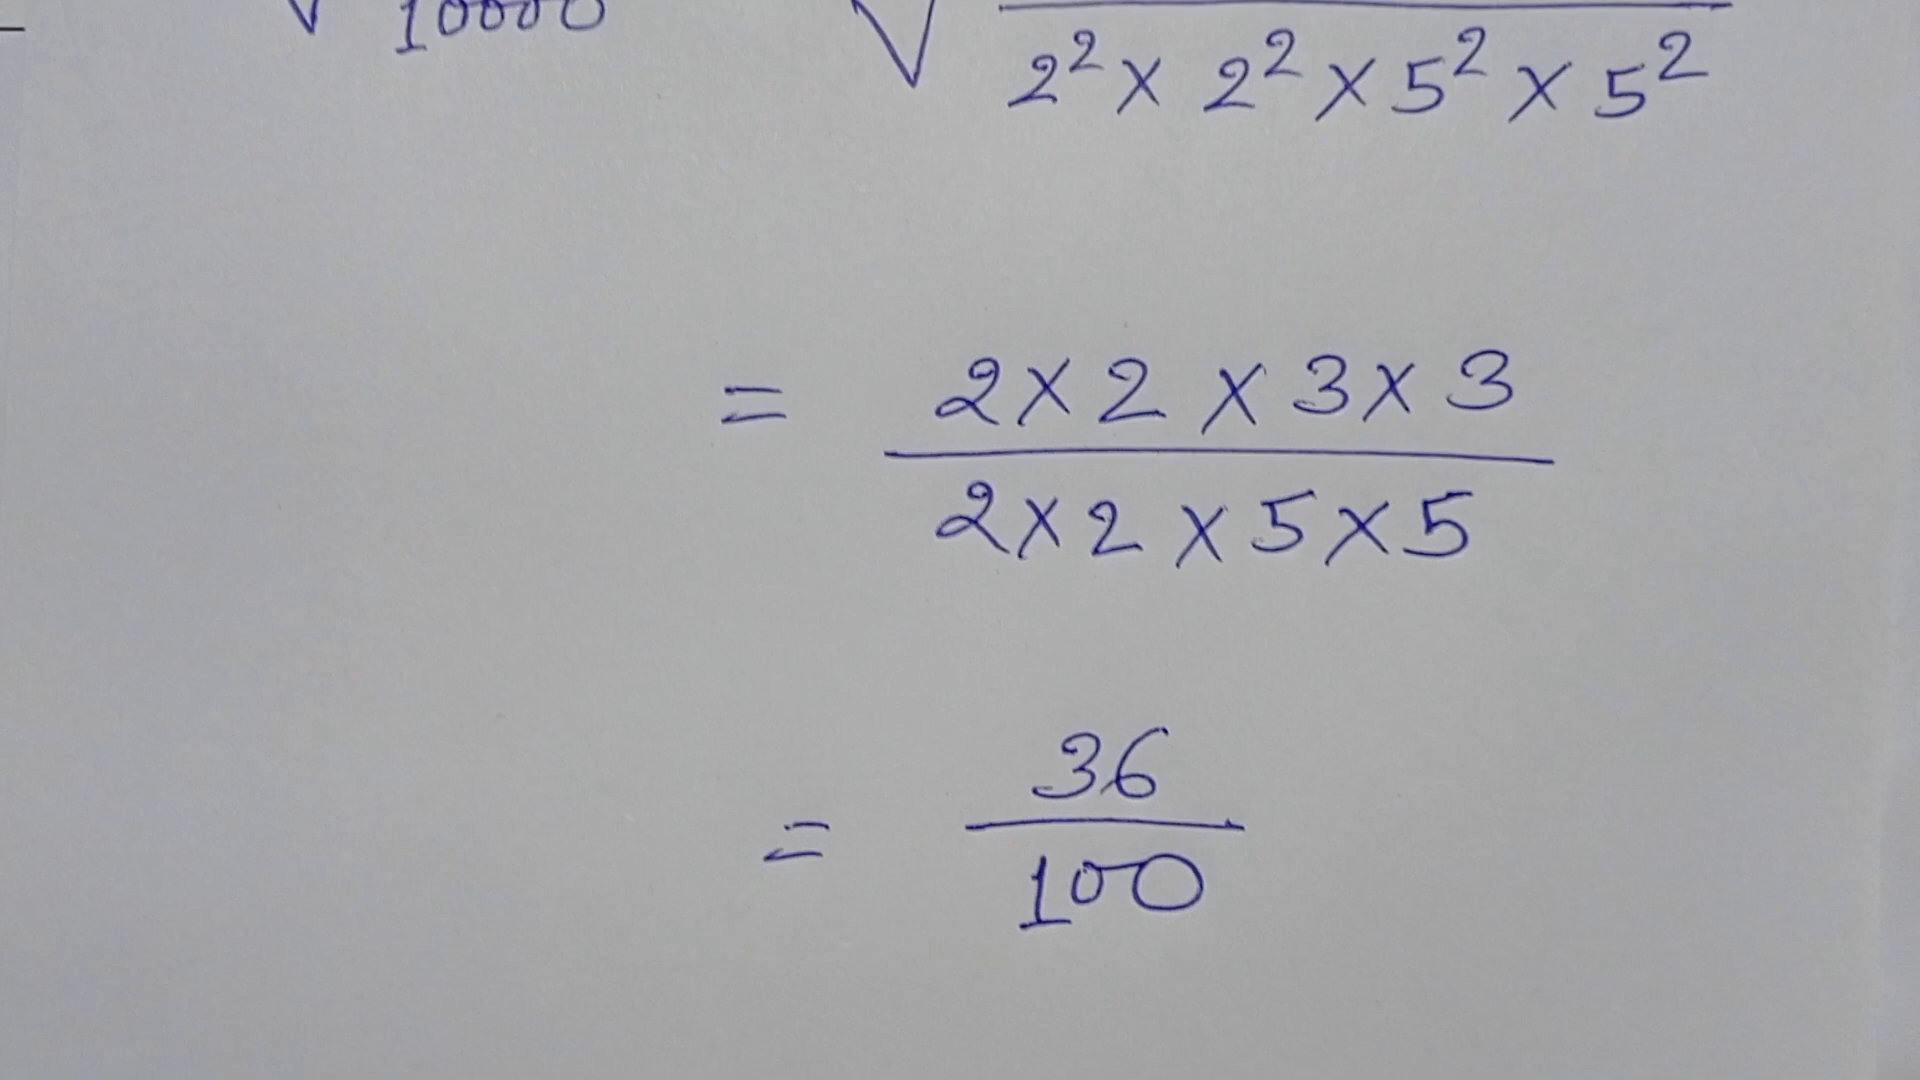 √ 10000 √ 2² × 2² × 5² × 5²
= 2 × 2 × 3 × 3
2 × 2 × 5 × 5
= 36
100